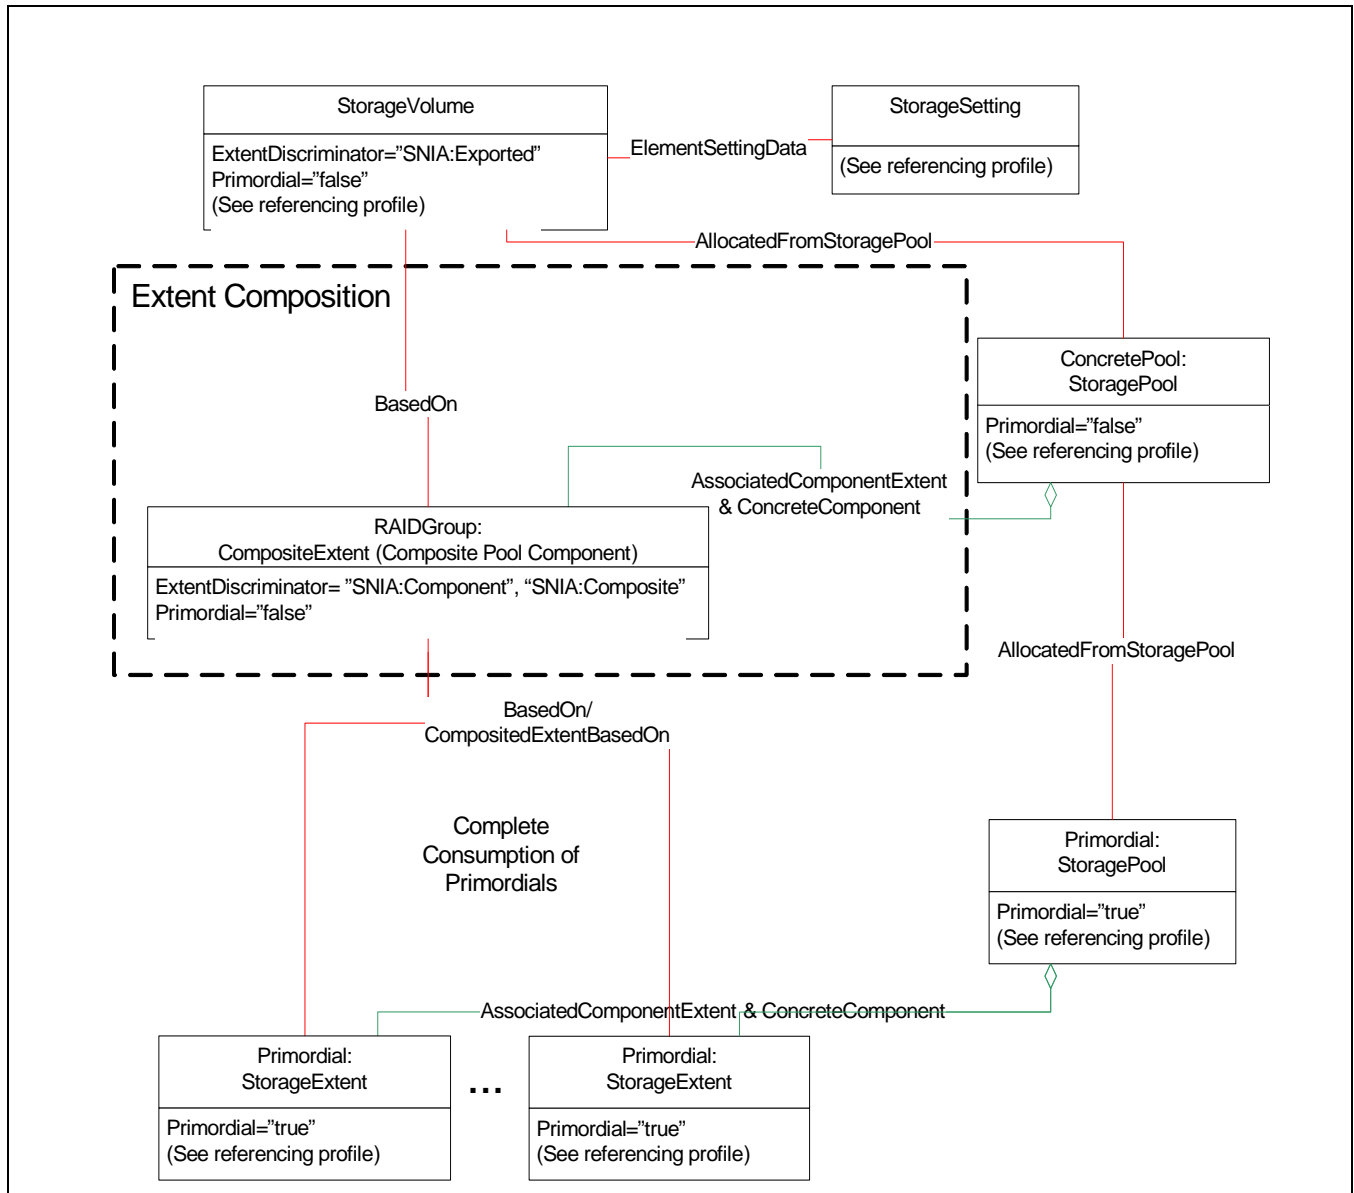 StorageVolume
ExtentDiscriminator=”SNIA:Exported”
Primordial=”false”
(See referencing profile)
ElementSettingData
StorageSetting
(See referencing profile)
AllocatedFromStoragePool
Extent Composition
ConcretePool:
StoragePool
Primordial=”false”
(See referencing profile)
BasedOn
AssociatedComponentExtent
& ConcreteComponent
RAIDGroup:
CompositeExtent (Composite Pool Component)
ExtentDiscriminator= ”SNIA:Component”, “SNIA:Composite”
Primordial=”false”
AllocatedFromStoragePool
BasedOn/
CompositedExtentBasedOn
Complete
Consumption of
Primordials
Primordial:
StoragePool
Primordial=”true”
(See referencing profile)
AssociatedComponentExtent & ConcreteComponent
Primordial:
StorageExtent
Primordial=”true”
(See referencing profile)
...
Primordial:
StorageExtent
Primordial=”true”
(See referencing profile)